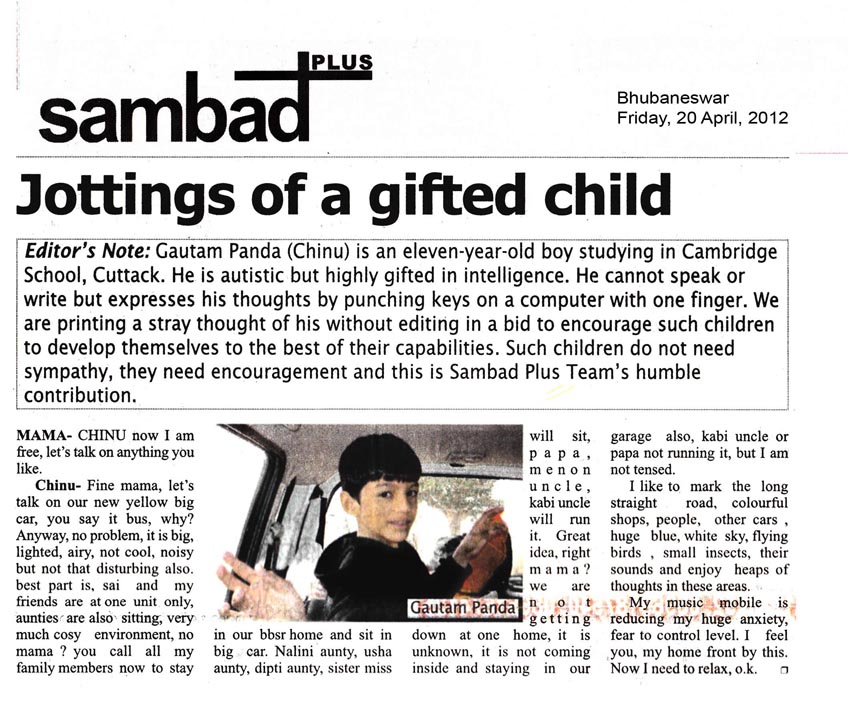 sambad PLUS
Bhubaneswar
Friday, 20 April, 2012
Jottings of a gifted child
Editor's Note: Gautam Panda (Chinu) is an eleven-year-old boy studying in Cambridge
School, Cuttack. He is autistic but highly gifted in intelligence. He cannot speak or
write but expresses his thoughts by punching keys on a computer with one finger. We
are printing a stray thought of his without editing in a bid to encourage such children
to develop themselves to the best of their capabilities. Such children do not need
sympathy, they need encouragement and this is Sambad Plus Team's humble
contribution.
MAMA- CHINU now I am
free, let's talk on anything you
like.
Chinu- Fine mama, let's
talk on our new yellow big
car, you say it bus, why?
Anyway, no problem, it is big,
lighted, airy, not cool, noisy
but not that disturbing also.
best part is, sai and my
friends are at one unit only,
aunties are also sitting, very
much cosy environment, no
mama ? you call all my
family members now to stay
Gautam Panda
in our bbsr home and sit in
big car. Nalini aunty, usha
aunty, dipti aunty, sister miss
will sit,
papa,
menon
uncle,
kabi uncle
will run
it. Great
idea, right
mama?
we are
not
getting
down at one home, it is
unknown, it is not coming
inside and staying in our
garage also, kabi uncle or
papa not running it, but I am
not tensed.
I like to mark the long
straight road, colourful
shops, people, other cars ,
huge blue, white sky, flying
birds , small insects, their
sounds and enjoy heaps of
thoughts in these areas.
My music mobile is
reducing my huge anxiety,
fear to control level. I feel
you, my home front by this.
Now I need to relax, o.k.